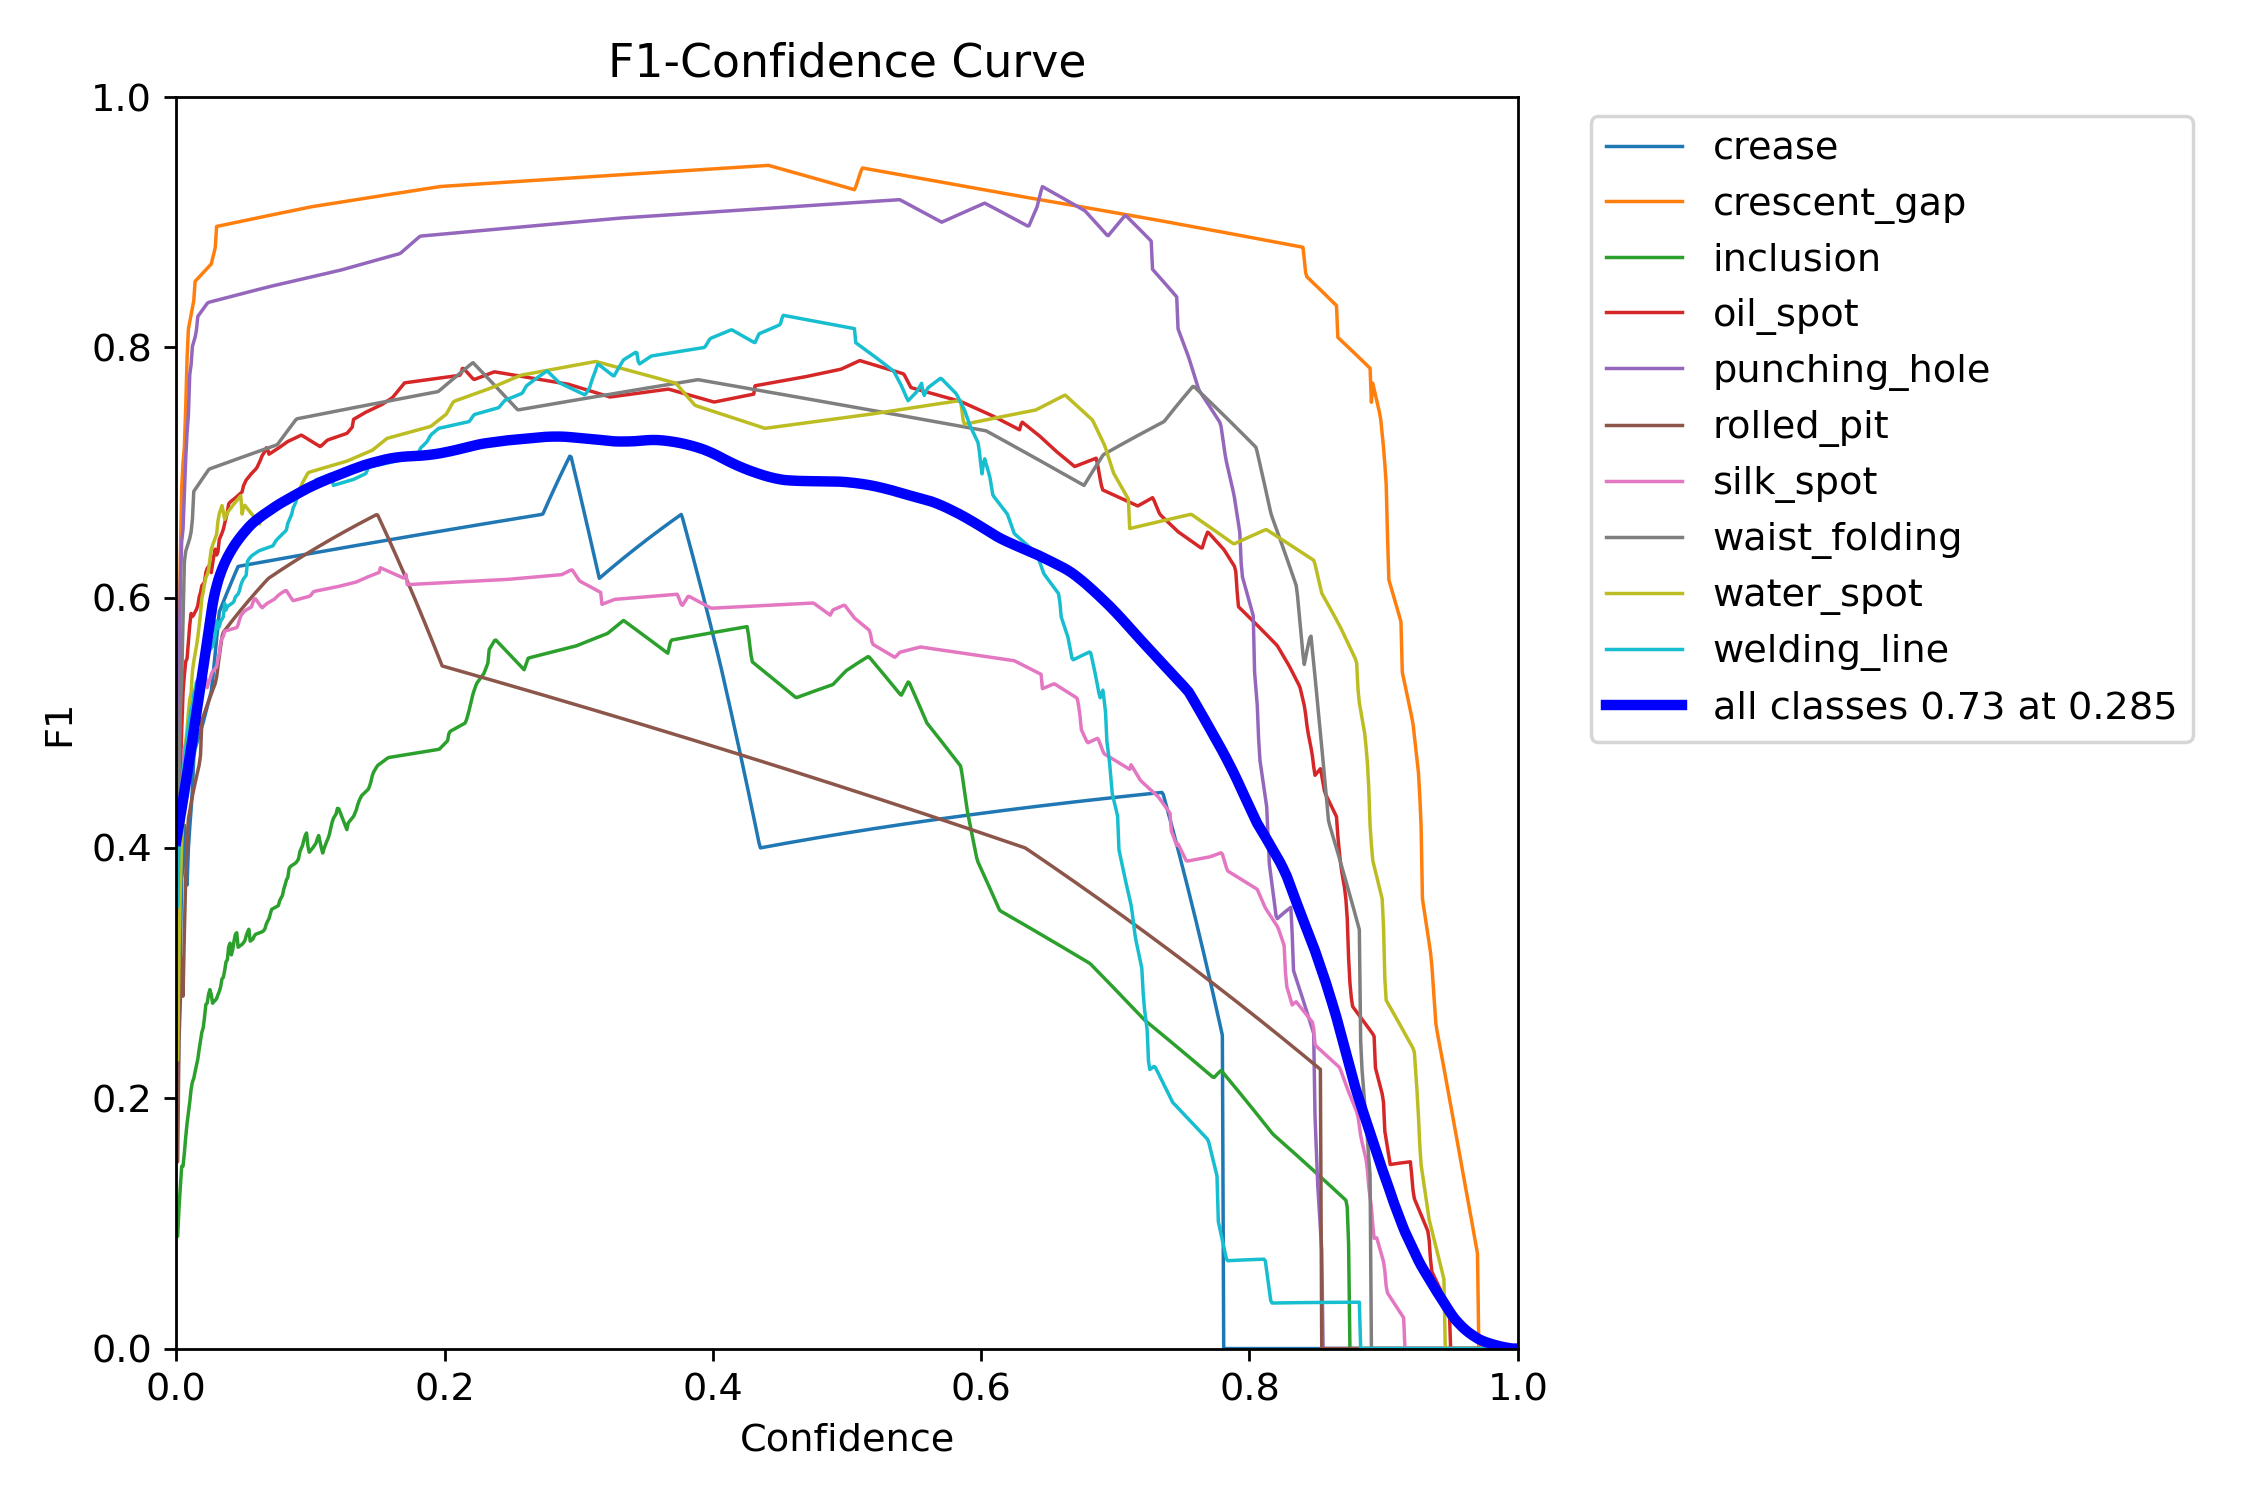 F1-Confidence Curve
1.0
0.8
0.6
0.4
0.2
0.0
F1
0.0 0.2 0.4 0.6 0.8 1.0
Confidence
crease
crescent_gap
inclusion
oil_spot
punching_hole
rolled_pit
silk_spot
waist_folding
water_spot
welding_line
all classes 0.73 at 0.285